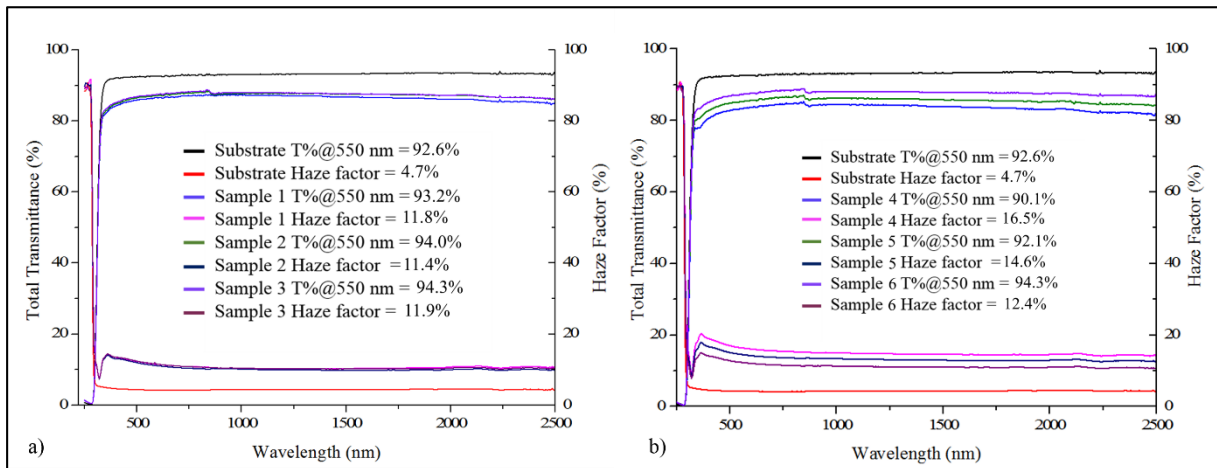 100
80
60
40
20
0
Total Transmittance (%)
Substrate T%@550 nm = 92.6%
Substrate Haze factor = 4.7%
Sample 1 T%@550 nm = 93.2%
Sample 1 Haze factor = 11.8%
Sample 2 T%@550 nm = 94.0%
Sample 2 Haze factor = 11.4%
Sample 3 T%@550 nm = 94.3%
Sample 3 Haze factor = 11.9%
100
80
60
40
20
0
Haze Factor (%)
500 1000 1500 2000 2500
Wavelength (nm)
a)
100
80
60
40
20
0
Total Transmittance (%)
Substrate T%@550 nm = 92.6%
Substrate Haze factor = 4.7%
Sample 4 T%@550 nm = 90.1%
Sample 4 Haze factor = 16.5%
Sample 5 T%@550 nm = 92.1%
Sample 5 Haze factor =14.6%
Sample 6 T%@550 nm = 94.3%
Sample 6 Haze factor = 12.4%
100
80
60
40
20
0
Haze Factor (%)
500 1000 1500 2000 2500
Wavelength (nm)
b)